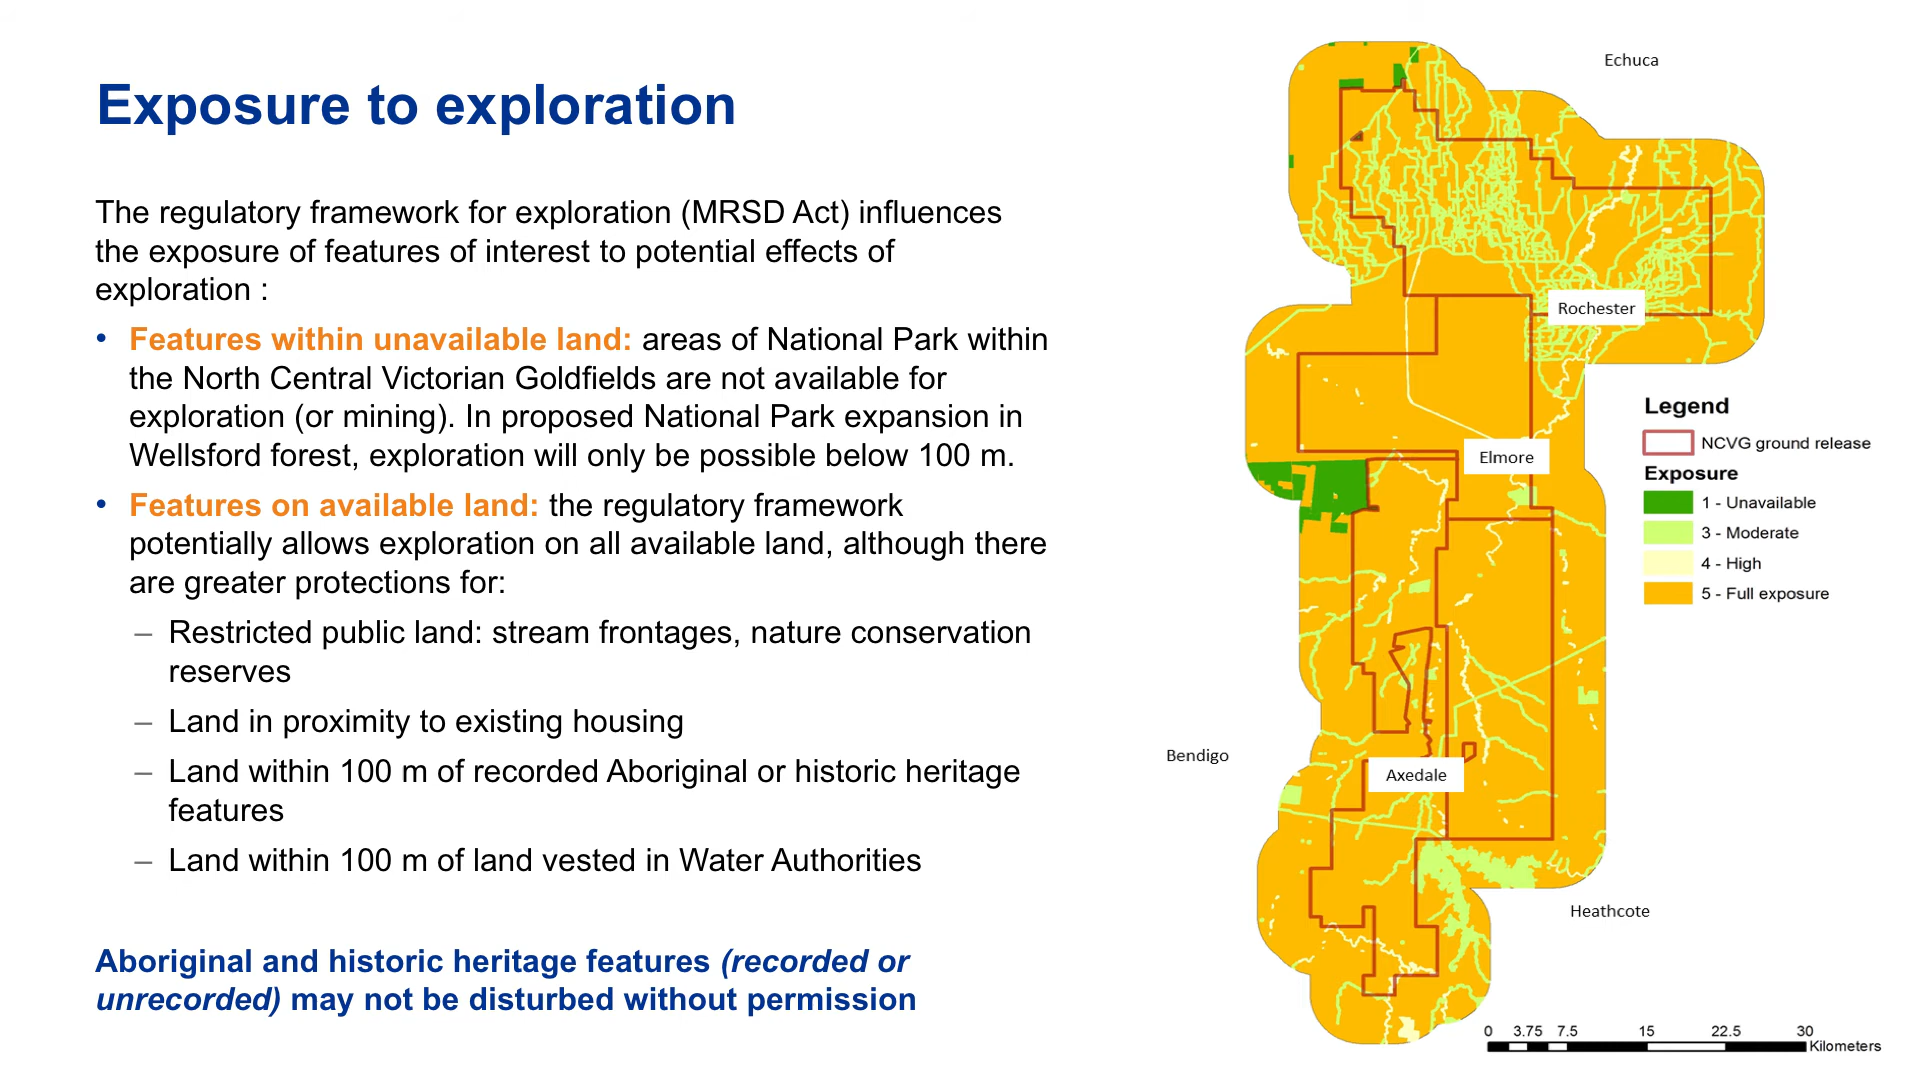 Exposure to exploration
The regulatory framework for exploration (MRSD Act) influences
the exposure of features of interest to potential effects of
exploration :
• Features within unavailable land: areas of National Park within
the North Central Victorian Goldfields are not available for
exploration (or mining). In proposed National Park expansion in
Wellsford forest, exploration will only be possible below 100 m.
• Features on available land: the regulatory framework
potentially allows exploration on all available land, although there
are greater protections for:
– Restricted public land: stream frontages, nature conservation
reserves
– Land in proximity to existing housing
– Land within 100 m of recorded Aboriginal or historic heritage
features
– Land within 100 m of land vested in Water Authorities
Aboriginal and historic heritage features (recorded or
unrecorded) may not be disturbed without permission
Echuca
Rochester
Elmore
Bendigo
Axedale
Heathcote
Legend
NCVG ground release
Exposure
1 - Unavailable
3 - Moderate
4 - High
5 - Full exposure
0 3.75 7.5 15 22.5 30
Kilometers